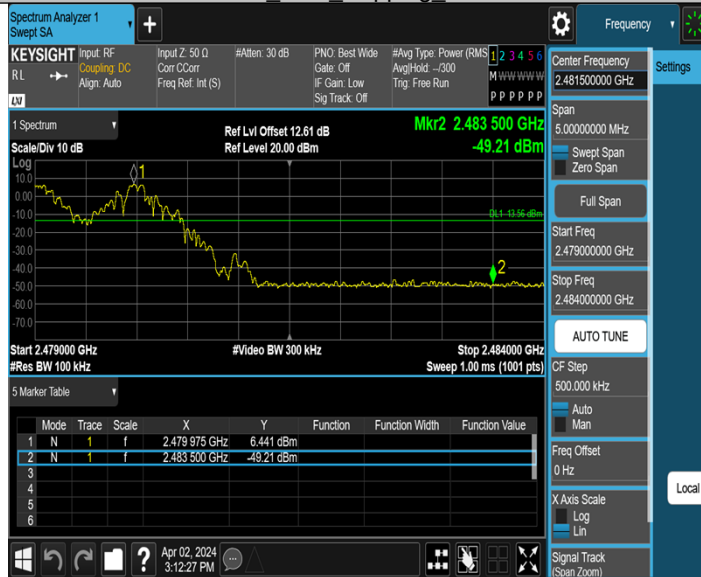 Spectrum Analyzer 1
Swept SA
+
Frequency
KEYSIGHT
RL
LXI
Input: RF
Coupling: DC
Align: Auto
Input Z: 50 Ω
Corr CCorr
Freq Ref: Int (S)
#Atten: 30 dB
PNO: Best Wide
Gate: Off
IF Gain: Low
Sig Track: Off
#Avg Type: Power (RMS
Avg|Hold: --/300
Trig: Free Run
1 2 3 4 5 6
M W W W W W
P P P P P P
1 Spectrum
Scale/Div 10 dB
Ref Lvl Offset 12.61 dB
Ref Level 20.00 dBm
Mkr2 2.483 500 GHz
-49.21 dBm
Log
10.0
0.00
-10.0
-20.0
-30.0
-40.0
-50.0
-60.0
-70.0
1
DL1 -13.56 dBm
2
Start 2.479000 GHz
#Res BW 100 kHz
#Video BW 300 kHz
Stop 2.484000 GHz
Sweep 1.00 ms (1001 pts)
5 Marker Table
Mode Trace Scale X Y Function Function Width Function Value
1 N 1 f 2.479 975 GHz 6.441 dBm
2 N 1 f 2.483 500 GHz -49.21 dBm
3
4
5
6
?
Apr 02, 2024
3:12:27 PM
Center Frequency
2.481500000 GHz
Span
5.00000000 MHz
Swept Span
Zero Span
Full Span
Start Freq
2.479000000 GHz
Stop Freq
2.484000000 GHz
AUTO TUNE
CF Step
500.000 kHz
Auto
Man
Freq Offset
0 Hz
X Axis Scale
Log
Lin
Signal Track
(Span Zoom)
Settings
Local